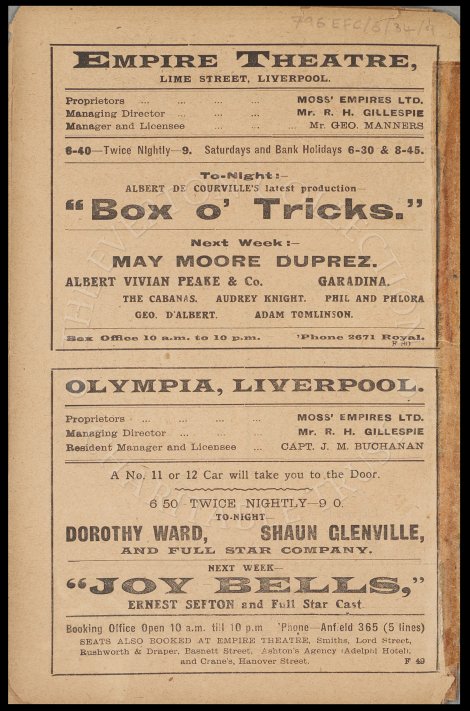 796 EFC/5/34/9
EMPIRE THEATRE,
LIME STREET, LIVERPOOL.
Proprietors ... ... ... ... MOSS' EMPIRES LTD.
Managing Director ... ... ... Mr. R. H. GILLESPIE
Manager and Licensee ... ... ... Mr. GEO. MANNERS
6-40—Twice Nightly—9. Saturdays and Bank Holidays 6-30 & 8-45.
To-Night:—
ALBERT DE COURVILLE'S latest production—
"Box o' Tricks."
Next Week:—
MAY MOORE DUPREZ.
ALBERT VIVIAN PEAKE & Co. GARADINA.
THE CABANAS. AUDREY KNIGHT. PHIL AND PHLORA
GEO. D'ALBERT. ADAM TOMLINSON.
Box Office 10 a.m. to 10 p.m. 'Phone 2671 Royal.
F 50
OLYMPIA, LIVERPOOL.
Proprietors ... ... ... ... MOSS' EMPIRES LTD.
Managing Director ... ... ... Mr. R. H. GILLESPIE
Resident Manager and Licensee ... CAPT. J. M. BUCHANAN
A No. 11 or 12 Car will take you to the Door.
6 50 TWICE NIGHTLY—9 0.
TO-NIGHT—
DOROTHY WARD, SHAUN GLENVILLE,
AND FULL STAR COMPANY.
NEXT WEEK—
"JOY BELLS,"
ERNEST SEFTON and Full Star Cast.
Booking Office Open 10 a.m. till 10 p.m 'Phone—Anfield 365 (5 lines)
SEATS ALSO BOOKED AT EMPIRE THEATRE, Smiths, Lord Street,
Rushworth & Draper, Basnett Street, Ashton's Agency (Adelphi Hotel),
and Crane's, Hanover Street. F 49